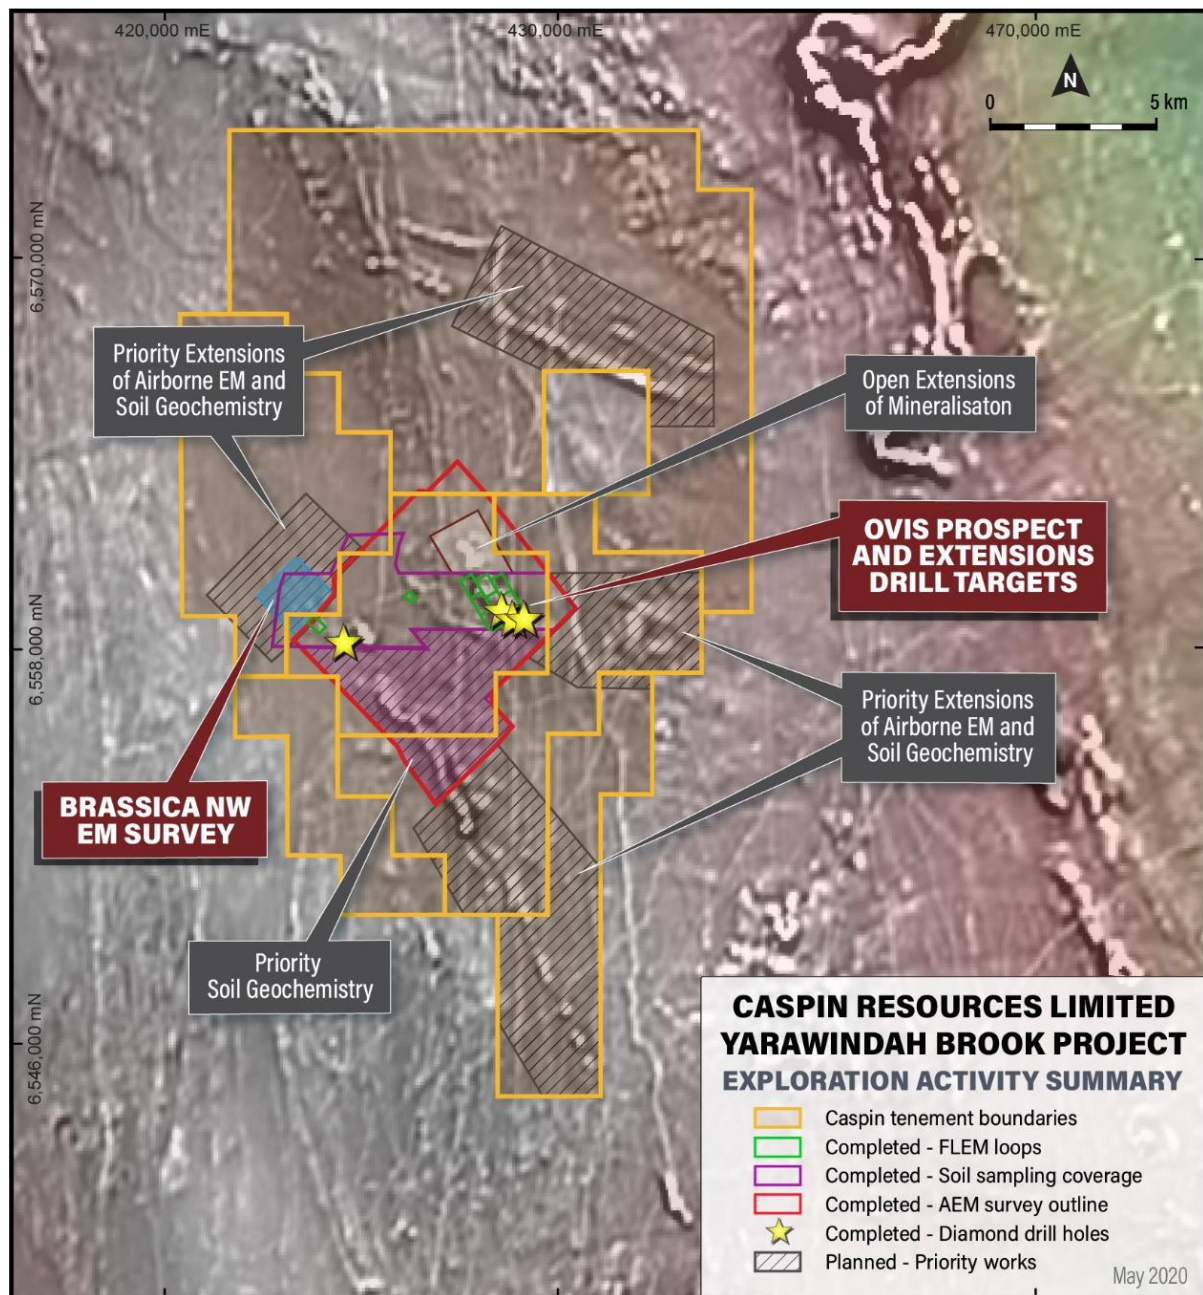 420,000 mE
430,000 mE
470,000 mE
N
0
5 km
6,570,000 mN
Priority Extensions
of Airborne EM and
Soil Geochemistry
Open Extensions
of Mineralisaton
OVIS PROSPECT
AND EXTENSIONS
DRILL TARGETS
6,558,000 mN
Priority Extensions
of Airborne EM and
Soil Geochemistry
BRASSICA NW
EM SURVEY
Priority
Soil Geochemistry
6,546,000 mN
CASPIN RESOURCES LIMITED
YARAWINDAH BROOK PROJECT
EXPLORATION ACTIVITY SUMMARY
Caspin tenement boundaries
Completed - FLEM loops
Completed - Soil sampling coverage
Completed - AEM survey outline
Completed - Diamond drill holes
Planned - Priority works
May 2020